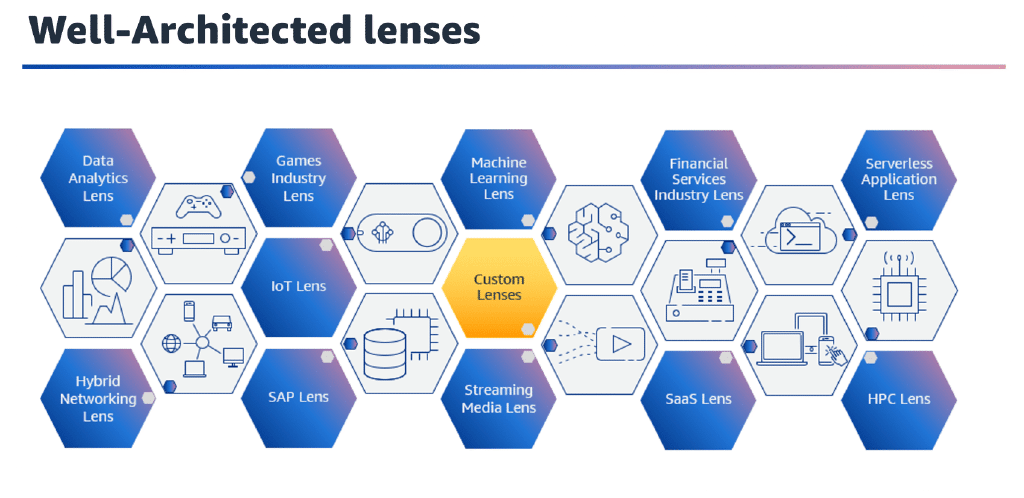 Well-Architected lenses
Data
Analytics
Lens
Games
Industry
Lens
Machine
Learning
Lens
Financial
Services
Industry Lens
Serverless
Application
Lens
IoT Lens
Custom
Lenses
Hybrid
Networking
Lens
SAP Lens
Streaming
Media Lens
SaaS Lens
HPC Lens